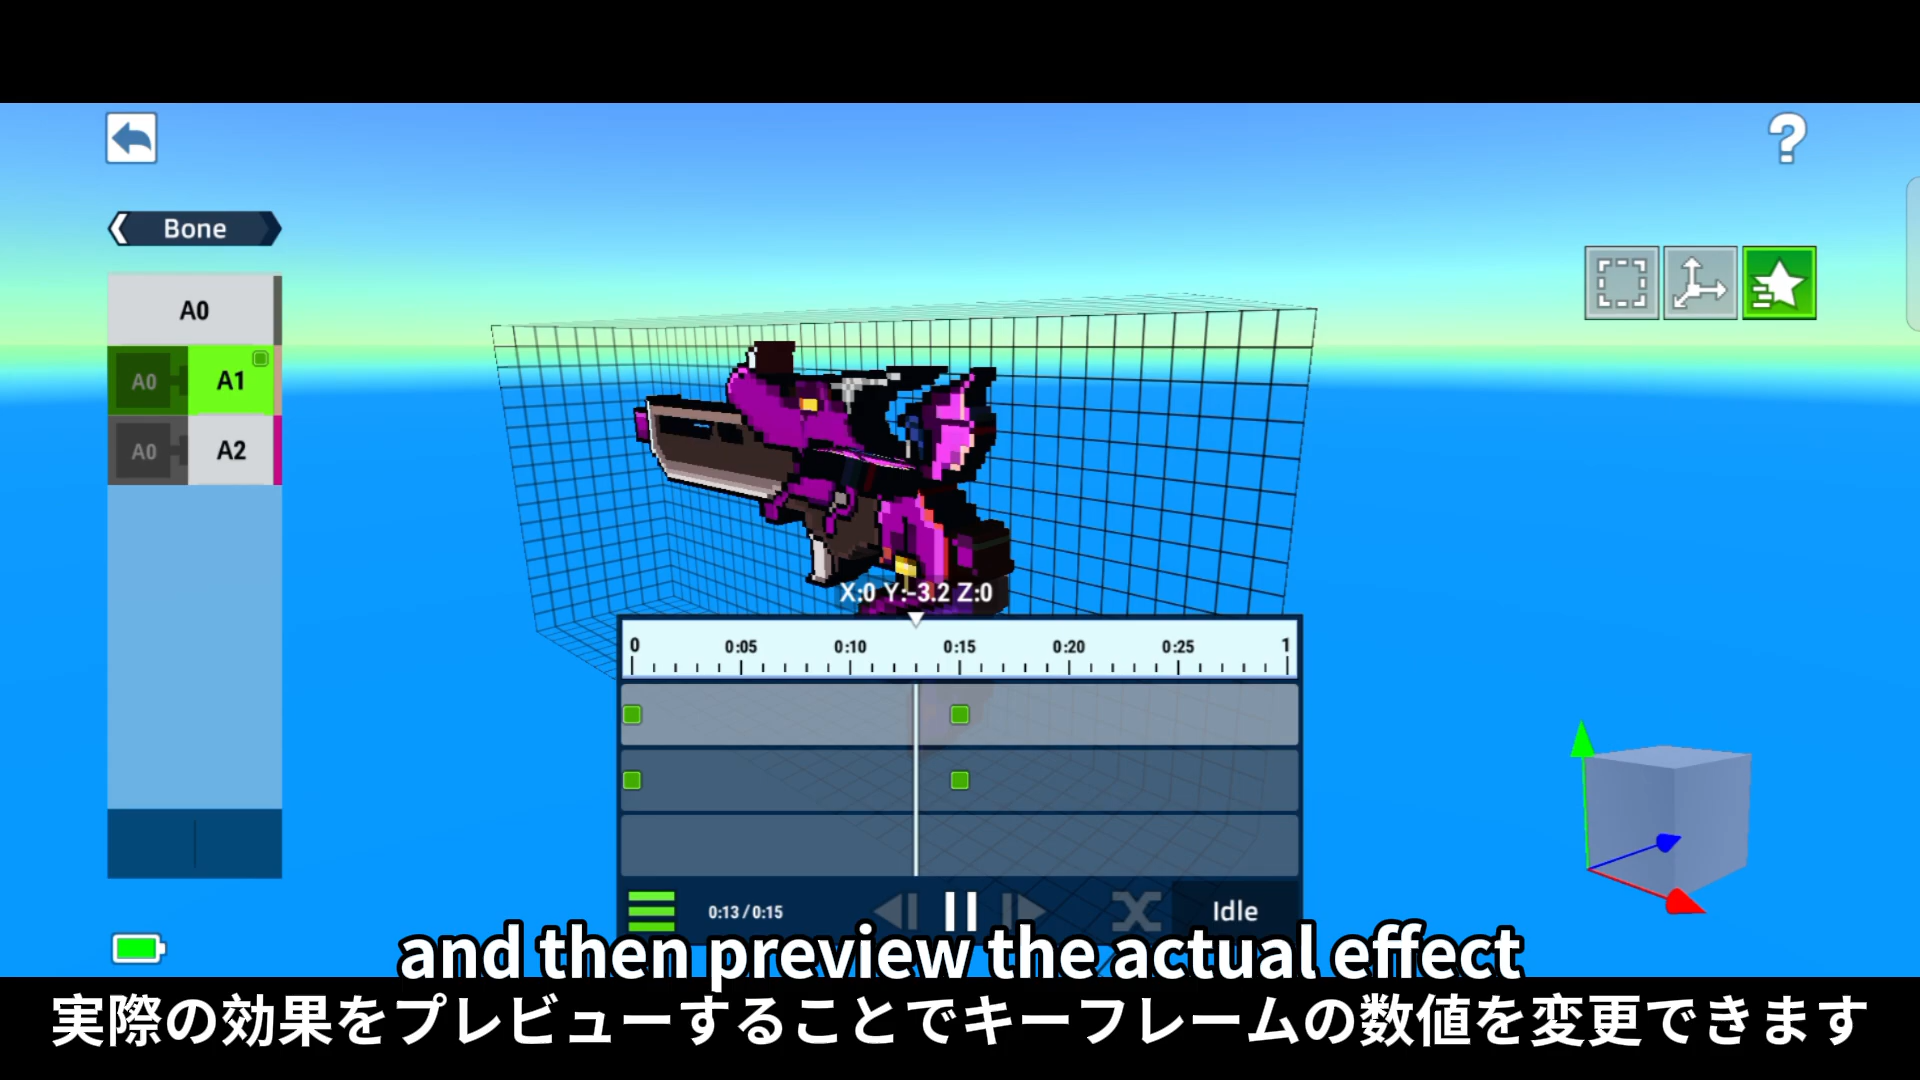 ?
Bone
A0
A0 A1
A0 A2
X:0 Y:-3.2 Z:0
0 0:05 0:10 0:15 0:20 0:25 1
0:13/0:15 Idle
and then preview the actual effect
実際の効果をプレビューすることでキーフレームの数値を変更できます